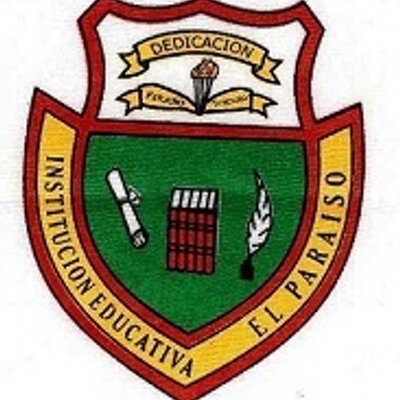 DEDICACION
INSTITUCION EDUCATIVA
EL PARAISO